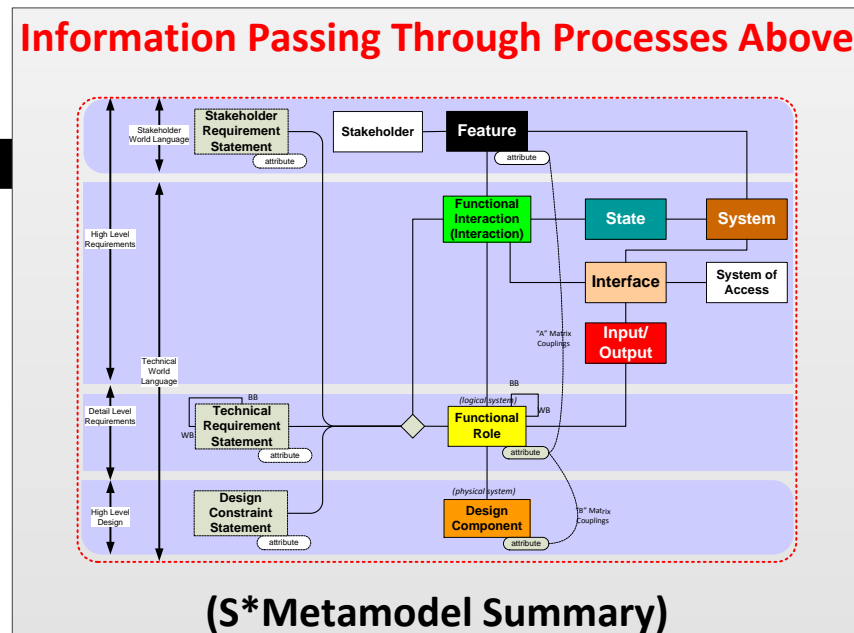 Information Passing Through Processes Above
Stakeholder
World Language
High Level
Requirements
Technical
World
Language
Detail Level
Requirements
High Level
Design
Stakeholder
Requirement
Statement
attribute
Stakeholder
Feature
attribute
Functional
Interaction
(Interaction)
State
System
Interface
System of
Access
"A" Matrix
Couplings
Input/
Output
BB
WB
Technical
Requirement
Statement
attribute
(logical system)
BB
WB
Functional
Role
attribute
(physical system)
Design
Constraint
Statement
attribute
Design
Component
attribute
"B" Matrix
Couplings
(S*Metamodel Summary)